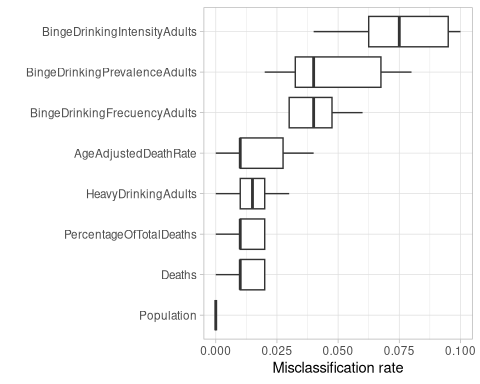 BingeDrinkingIntensityAdults
BingeDrinkingPrevalenceAdults
BingeDrinkingFrecuencyAdults
AgeAdjustedDeathRate
HeavyDrinkingAdults
PercentageOfTotalDeaths
Deaths
Population
0.000 0.025 0.050 0.075 0.100
Misclassification rate